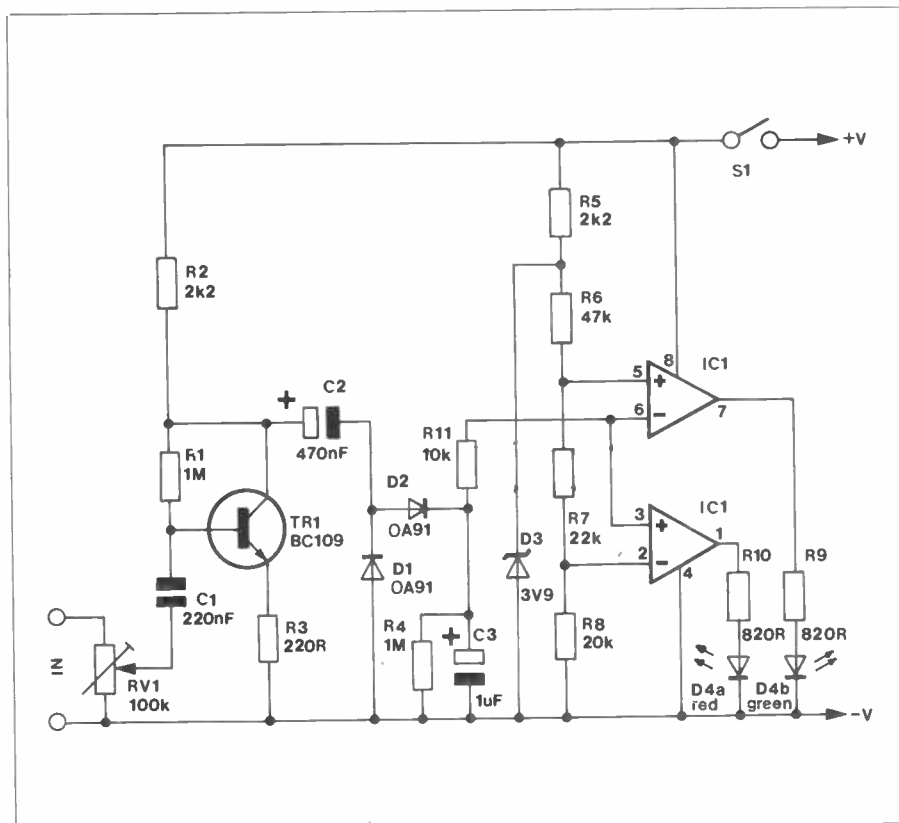 +V
S1
R5
2k2
R2
2k2
R6
47k
8
IC1
5
+
6
-
7
+
C2
470nF
R11
10k
R1
1M
D2
OA91
TR1
BC109
IC1
3
+
2
-
1
4
R7
22k
R10
R9
D3
3V9
D1
OA91
C1
220nF
R3
220R
R4
1M
+
C3
1uF
R8
20k
820R
820R
IN
RV1
100k
D4a
red
D4b
green
-V